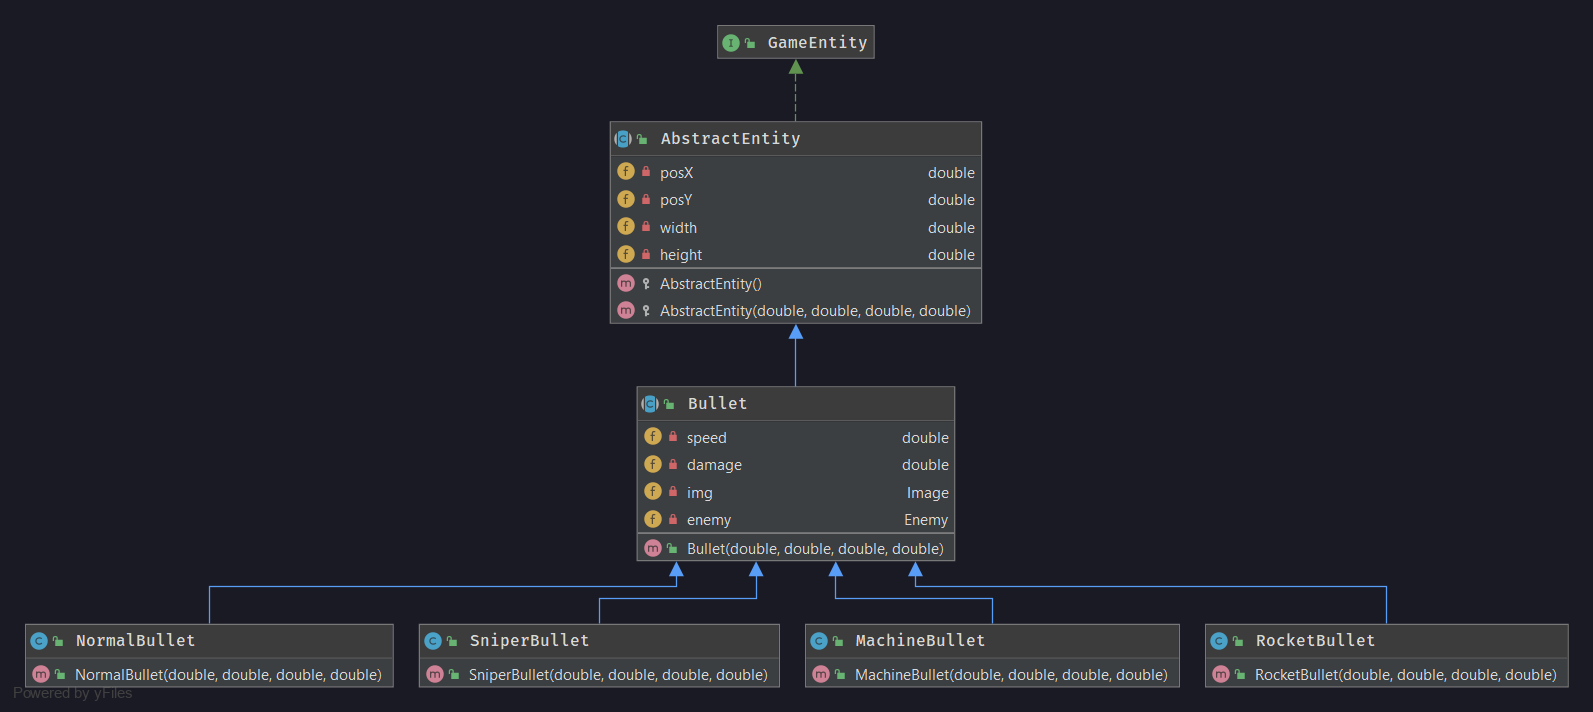 GameEntity
AbstractEntity
posX double
posY double
width double
height double
AbstractEntity()
AbstractEntity(double, double, double, double)
Bullet
speed double
damage double
img Image
enemy Enemy
Bullet(double, double, double, double)
NormalBullet
NormalBullet(double, double, double, double)
SniperBullet
SniperBullet(double, double, double, double)
MachineBullet
MachineBullet(double, double, double, double)
RocketBullet
RocketBullet(double, double, double, double)
Powered by yFiles